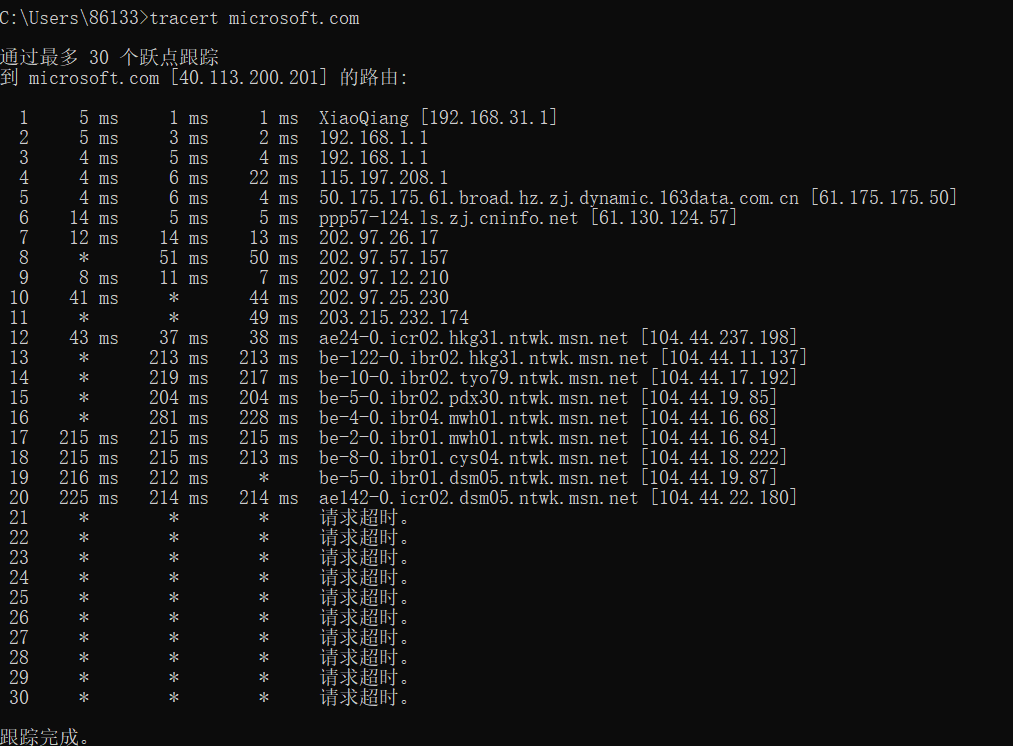 C:\Users\86133>tracert microsoft.com
通过最多 30 个跃点跟踪
到 microsoft.com [40.113.200.201] 的路由:
1 5 ms 1 ms 1 ms XiaoQiang [192.168.31.1]
2 5 ms 3 ms 2 ms 192.168.1.1
3 4 ms 5 ms 4 ms 192.168.1.1
4 4 ms 6 ms 22 ms 115.197.208.1
5 4 ms 6 ms 4 ms 50.175.175.61.broad.hz.zj.dynamic.163data.com.cn [61.175.175.50]
6 14 ms 5 ms 5 ms ppp57-124.ls.zj.cninfo.net [61.130.124.57]
7 12 ms 14 ms 13 ms 202.97.26.17
8 * 51 ms 50 ms 202.97.57.157
9 8 ms 11 ms 7 ms 202.97.12.210
10 41 ms * 44 ms 202.97.25.230
11 * * 49 ms 203.215.232.174
12 43 ms 37 ms 38 ms ae24-0.icr02.hkg31.ntwk.msn.net [104.44.237.198]
13 * 213 ms 213 ms be-122-0.ibr02.hkg31.ntwk.msn.net [104.44.11.137]
14 * 219 ms 217 ms be-10-0.ibr02.tyo79.ntwk.msn.net [104.44.17.192]
15 * 204 ms 204 ms be-5-0.ibr02.pdx30.ntwk.msn.net [104.44.19.85]
16 * 281 ms 228 ms be-4-0.ibr04.mwh01.ntwk.msn.net [104.44.16.68]
17 215 ms 215 ms 215 ms be-2-0.ibr01.mwh01.ntwk.msn.net [104.44.16.84]
18 215 ms 215 ms 213 ms be-8-0.ibr01.cys04.ntwk.msn.net [104.44.18.222]
19 216 ms 212 ms * be-5-0.ibr01.dsm05.ntwk.msn.net [104.44.19.87]
20 225 ms 214 ms 214 ms ae142-0.icr02.dsm05.ntwk.msn.net [104.44.22.180]
21 * * * 请求超时。
22 * * * 请求超时。
23 * * * 请求超时。
24 * * * 请求超时。
25 * * * 请求超时。
26 * * * 请求超时。
27 * * * 请求超时。
28 * * * 请求超时。
29 * * * 请求超时。
30 * * * 请求超时。
跟踪完成。